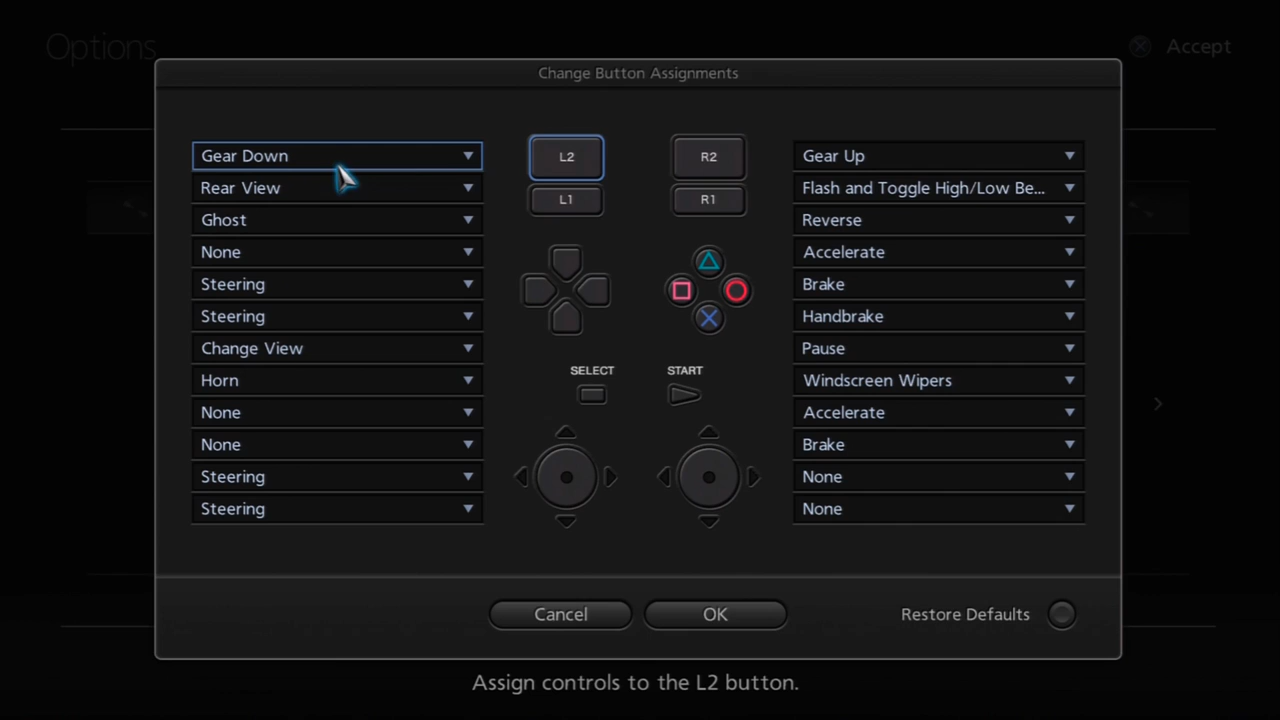 Options
Accept
Change Button Assignments
Gear Down
L2
R2
Gear Up
Rear View
L1
R1
Flash and Toggle High/Low Be...
Ghost
Reverse
None
Accelerate
Steering
Brake
Steering
Handbrake
Change View
Pause
SELECT
START
Horn
Windscreen Wipers
None
Accelerate
None
Brake
Steering
None
Steering
None
Cancel
OK
Restore Defaults
Assign controls to the L2 button.